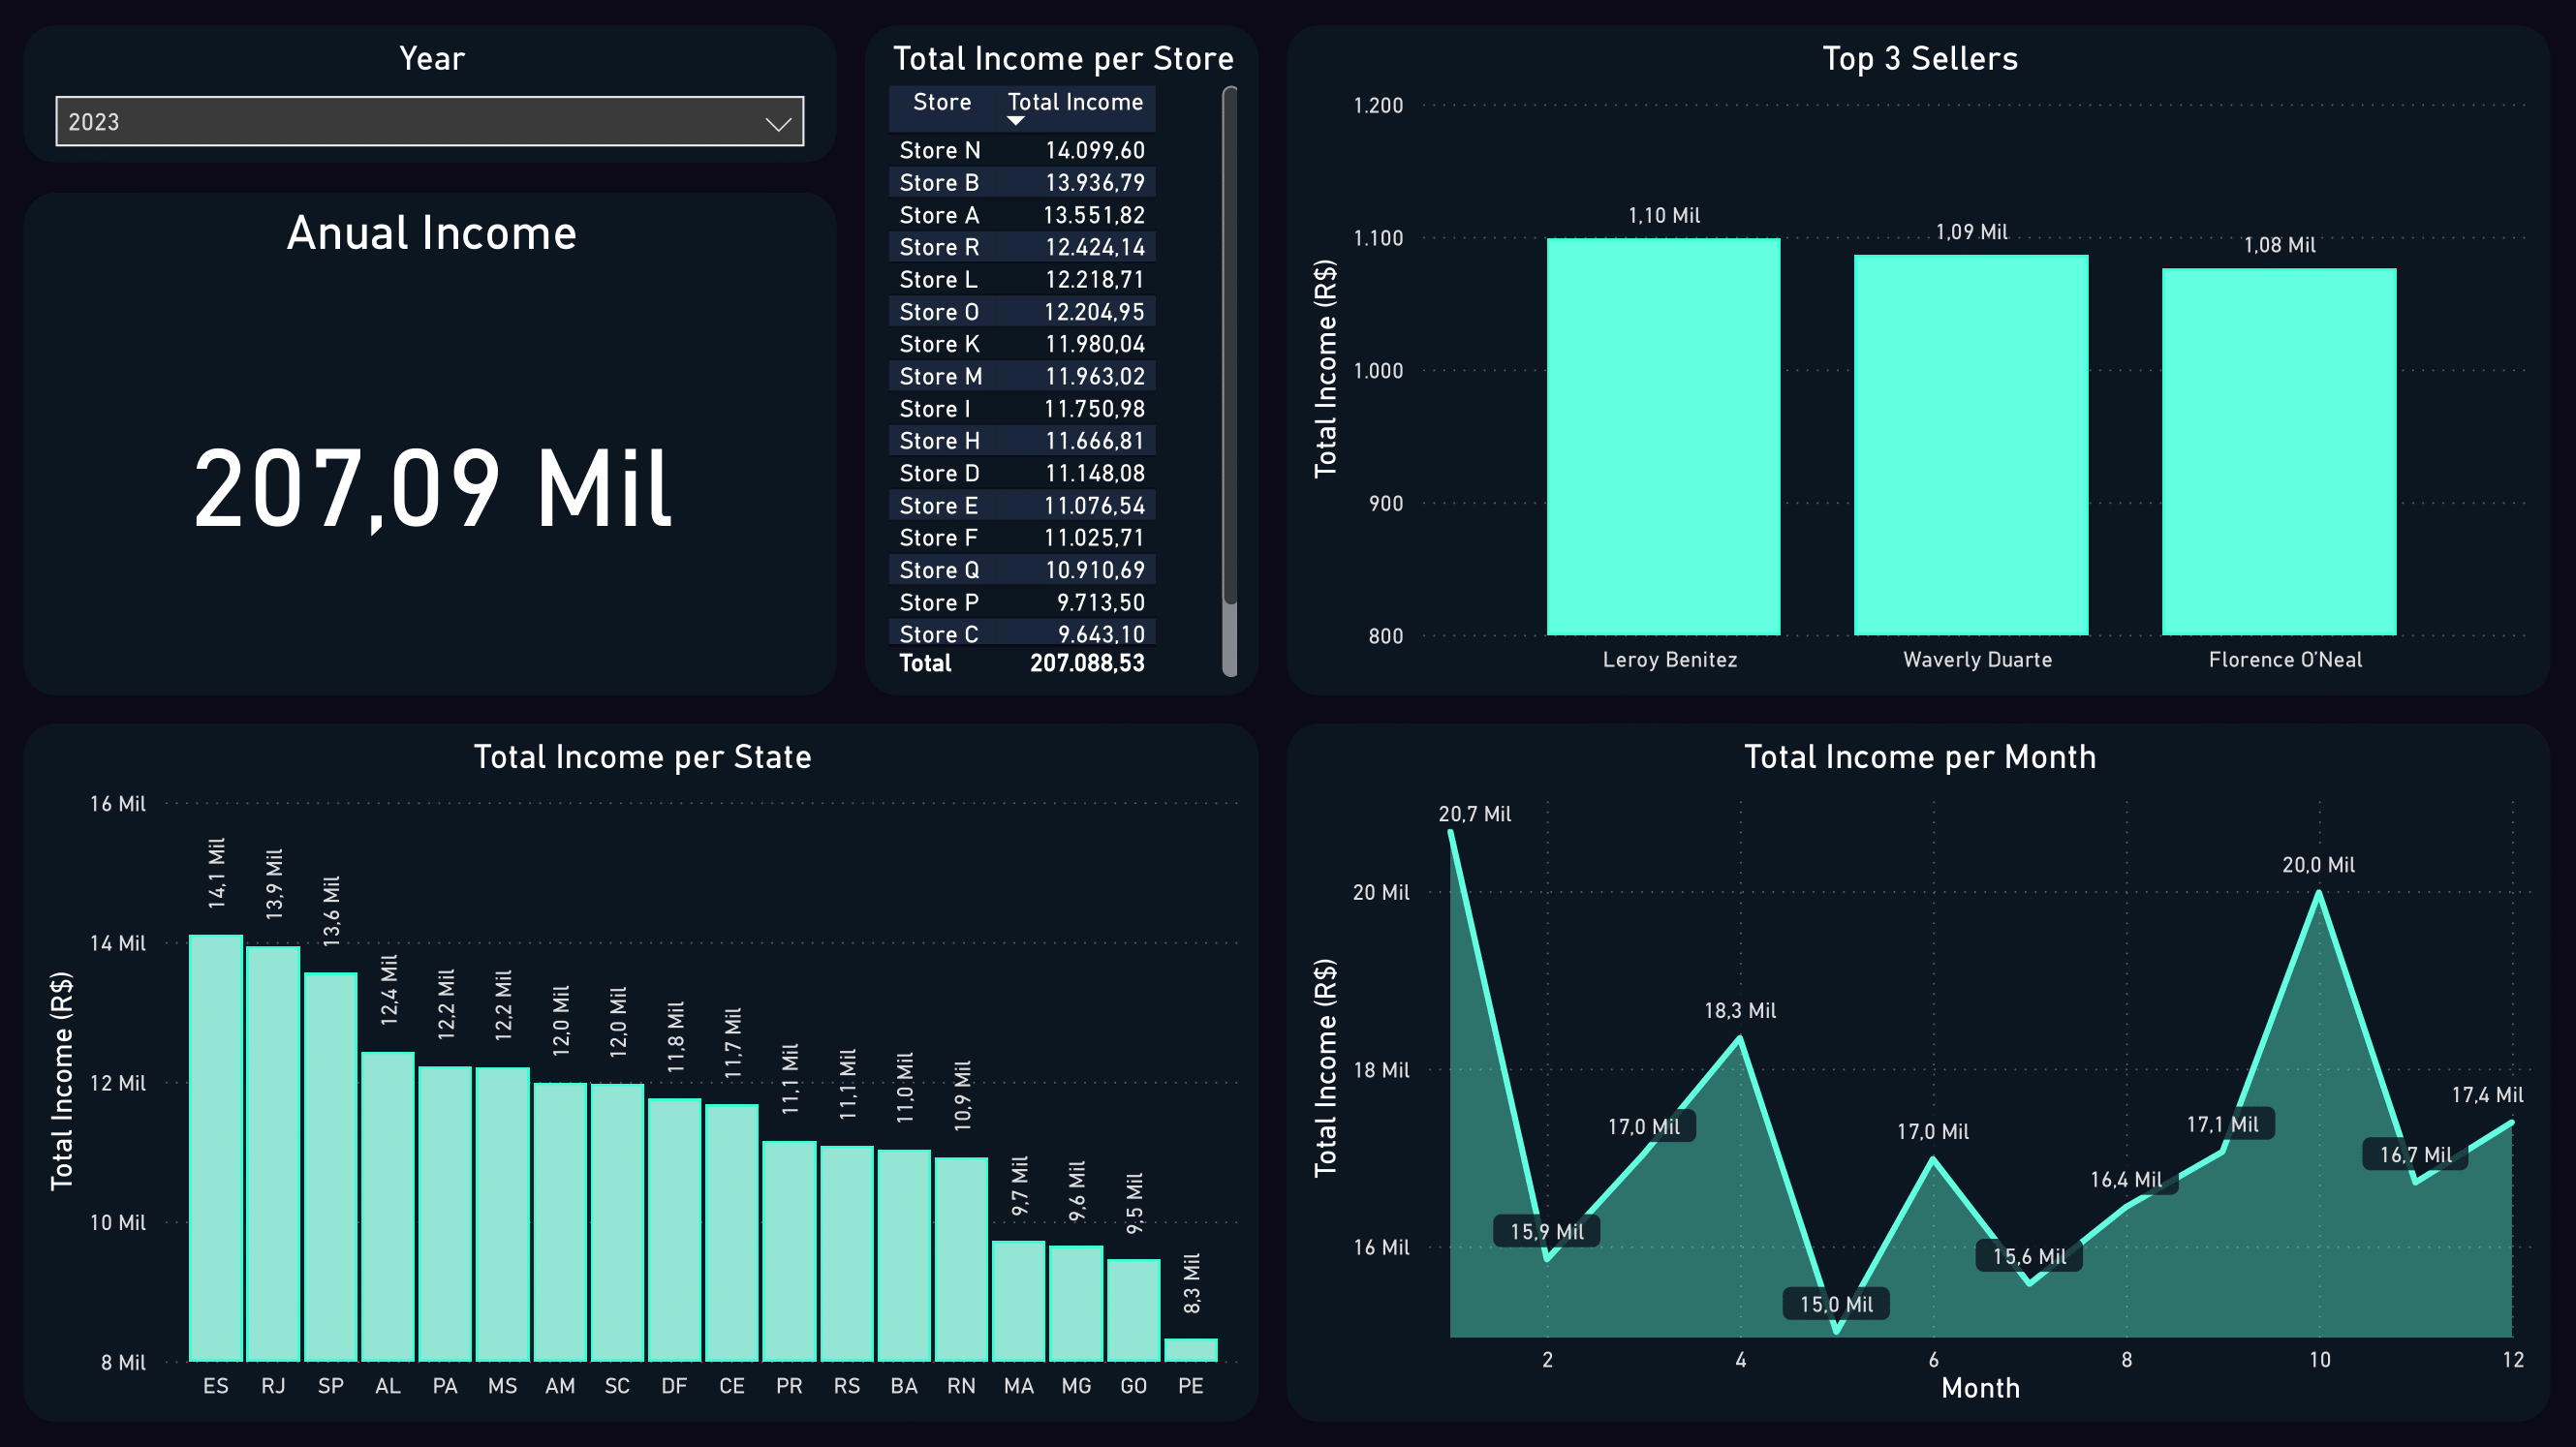 Year
2023
Anual Income
207,09 Mil
Total Income per Store
Store Total Income
Store N 14.099,60
Store B 13.936,79
Store A 13.551,82
Store R 12.424,14
Store L 12.218,71
Store O 12.204,95
Store K 11.980,04
Store M 11.963,02
Store I 11.750,98
Store H 11.666,81
Store D 11.148,08
Store E 11.076,54
Store F 11.025,71
Store Q 10.910,69
Store P 9.713,50
Store C 9.643,10
Total 207.088,53
Top 3 Sellers
Total Income (R$)
1.200
1.100
1.000
900
800
1,10 Mil
1,09 Mil
1,08 Mil
Leroy Benitez
Waverly Duarte
Florence O’Neal
Total Income per State
Total Income (R$)
16 Mil
14 Mil
12 Mil
10 Mil
8 Mil
14,1 Mil
13,9 Mil
13,6 Mil
12,4 Mil
12,2 Mil
12,2 Mil
12,0 Mil
12,0 Mil
11,8 Mil
11,7 Mil
11,1 Mil
11,1 Mil
11,0 Mil
10,9 Mil
9,7 Mil
9,6 Mil
9,5 Mil
8,3 Mil
ES RJ SP AL PA MS AM SC DF CE PR RS BA RN MA MG GO PE
Total Income per Month
Total Income (R$)
20 Mil
18 Mil
16 Mil
20,7 Mil
15,9 Mil
17,0 Mil
18,3 Mil
15,0 Mil
17,0 Mil
15,6 Mil
16,4 Mil
17,1 Mil
20,0 Mil
16,7 Mil
17,4 Mil
2 4 6 8 10 12
Month